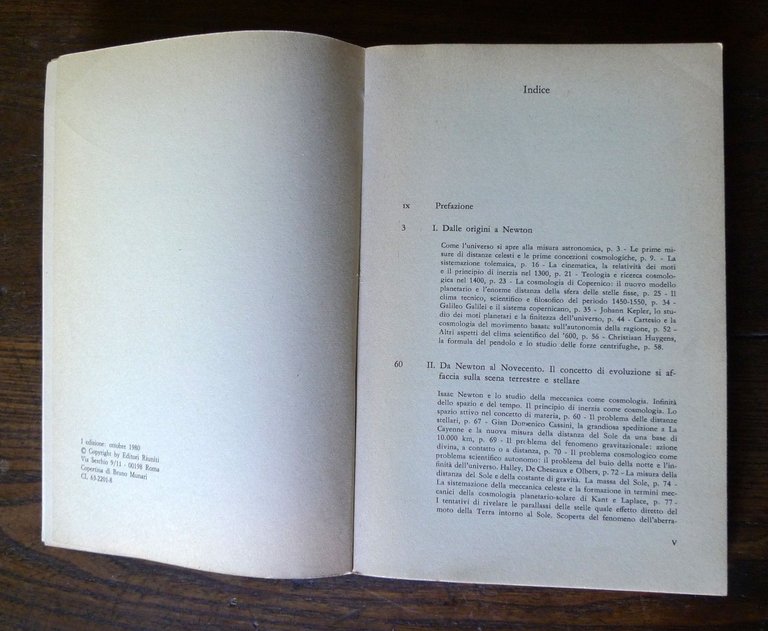 I edizione: ottobre 1980
© Copyright by Editori Riuniti
Via Serchio 9/11 - 00198 Roma
Copertina di Bruno Munari
CL 63-2201-8
Indice
IX Prefazione
3 I. Dalle origini a Newton
Come l'universo si apre alla misura astronomica, p. 3 - Le prime mi-
sure di distanze celesti e le prime concezioni cosmologiche, p. 9. - La
sistemazione tolemaica, p. 16 - La cinematica, la relatività dei moti
e il principio di inerzia nel 1300, p. 21 - Teologia e ricerca cosmolo-
gica nel 1400, p. 23 - La cosmologia di Copernico: il nuovo modello
planetario e l'enorme distanza della sfera delle stelle fisse, p. 25 - Il
clima tecnico, scientifico e filosofico del periodo 1450-1550, p. 34 -
Galileo Galilei e il sistema copernicano, p. 35 - Johann Kepler, lo stu-
dio dei moti planetari e la finitezza dell'universo, p. 44 - Cartesio e la
cosmologia del movimento basata sull'autonomia della ragione, p. 52 -
Altri aspetti del clima scientifico del '600, p. 56 - Christiaan Huygens,
la formula del pendolo e lo studio delle forze centrifughe, p. 58.
60 II. Da Newton al Novecento. Il concetto di evoluzione si af-
faccia sulla scena terrestre e stellare
Isaac Newton e lo studio della meccanica come cosmologia. Infinità
dello spazio e del tempo. Il principio di inerzia come cosmologia. Lo
spazio attivo nel concetto di materia, p. 60 - Il problema delle distanze
stellari, p. 67 - Gian Domenico Cassini, la grandiosa spedizione a La
Cayenne e la nuova misura della distanza del Sole da una base di
10.000 km, p. 69 - Il problema del fenomeno gravitazionale: azione
divina, a contatto o a distanza, p. 70 - Il problema cosmologico come
problema scientifico autonomo: il problema del buio della notte e l'in-
finità dell'universo. Halley, De Cheseaux e Olbers, p. 72 - La misura della
distanza del Sole e della costante di gravità. La massa del Sole, p. 74 -
La sistemazione della meccanica celeste e la formazione in termini mec-
canici della cosmologia planetario-solare di Kant e Laplace, p. 77 -
I tentativi di rivelare le parallassi delle stelle quale effetto diretto del
moto della Terra intorno al Sole. Scoperta del fenomeno dell'aberra-
V